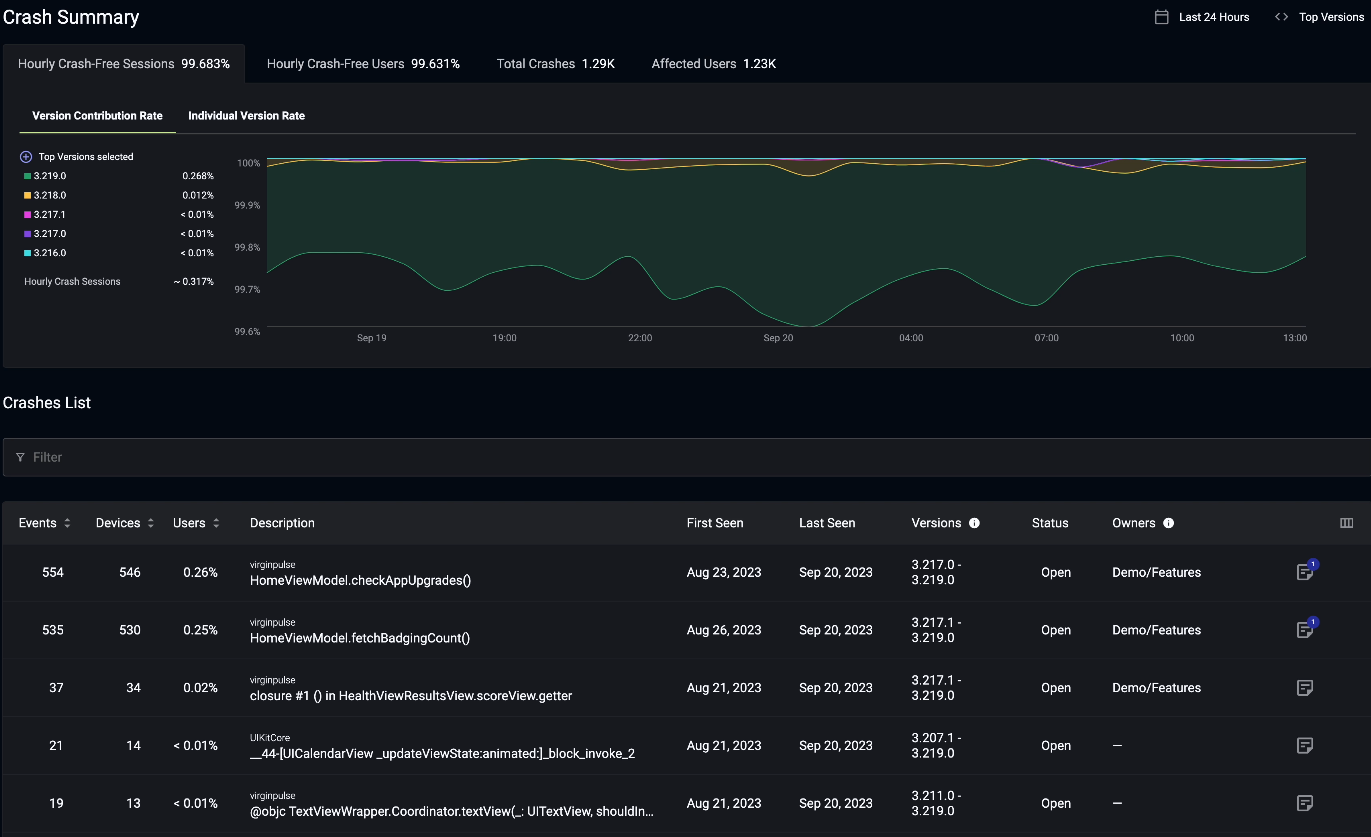 Crash Summary
Last 24 Hours
Top Versions
Hourly Crash-Free Sessions 99.683%
Hourly Crash-Free Users 99.631%
Total Crashes 1.29K
Affected Users 1.23K
Version Contribution Rate
Individual Version Rate
Top Versions selected
3.219.0 0.268%
3.218.0 0.012%
3.217.1 < 0.01%
3.217.0 < 0.01%
3.216.0 < 0.01%
Hourly Crash Sessions ~ 0.317%
100%
99.9%
99.8%
99.7%
99.6%
Sep 19 19:00 22:00 Sep 20 04:00 07:00 10:00 13:00
Crashes List
Filter
Events Devices Users Description First Seen Last Seen Versions Status Owners
554 546 0.26%
virginpulse
HomeViewModel.checkAppUpgrades()
Aug 23, 2023 Sep 20, 2023
3.217.0 -
3.219.0
Open Demo/Features 1
535 530 0.25%
virginpulse
HomeViewModel.fetchBadgingCount()
Aug 26, 2023 Sep 20, 2023
3.217.1 -
3.219.0
Open Demo/Features 1
37 34 0.02%
virginpulse
closure #1 () in HealthViewResultsView.scoreView.getter
Aug 21, 2023 Sep 20, 2023
3.217.1 -
3.219.0
Open Demo/Features
21 14 < 0.01%
UIKitCore
__44-[UICalendarView _updateViewState:animated:]_block_invoke_2
Aug 21, 2023 Sep 20, 2023
3.207.1 -
3.219.0
Open —
19 13 < 0.01%
virginpulse
@objc TextViewWrapper.Coordinator.textView(_: UITextView, shouldIn...
Aug 21, 2023 Sep 20, 2023
3.211.0 -
3.219.0
Open —